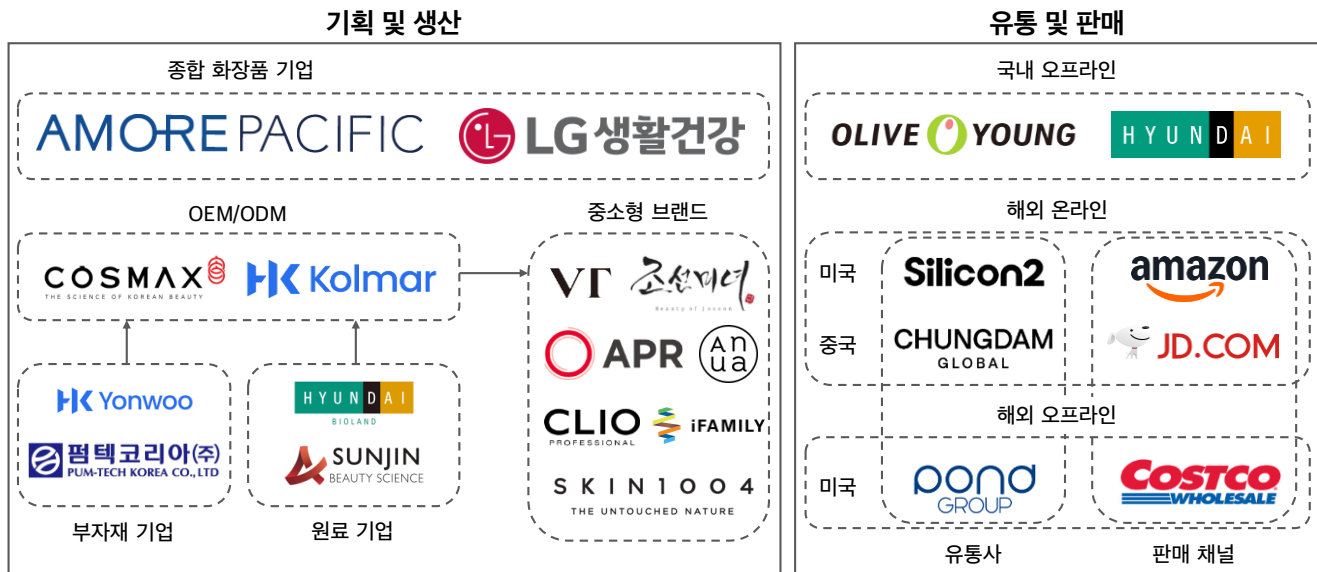 기획 및 생산
종합 화장품 기업
AMOREPACIFIC
LG생활건강
OEM/ODM
COSMAX
THE SCIENCE OF KOREAN BEAUTY
HK Kolmar
HK Yonwoo
펌텍코리아(주)
PUM-TECH KOREA CO.,LTD
부자재 기업
HYUNDAI
BIOLAND
SUNJIN
BEAUTY SCIENCE
원료 기업
중소형 브랜드
VT
조선미녀
Beauty of Joseon
APR
Anua
CLIO
PROFESSIONAL
iFAMILY
SKIN1004
THE UNTOUCHED NATURE
유통 및 판매
국내 오프라인
OLIVE YOUNG
HYUNDAI
해외 온라인
미국
Silicon2
amazon
중국
CHUNGDAM
GLOBAL
JD.COM
해외 오프라인
미국
pond
GROUP
COSTCO
WHOLESALE
유통사
판매 채널